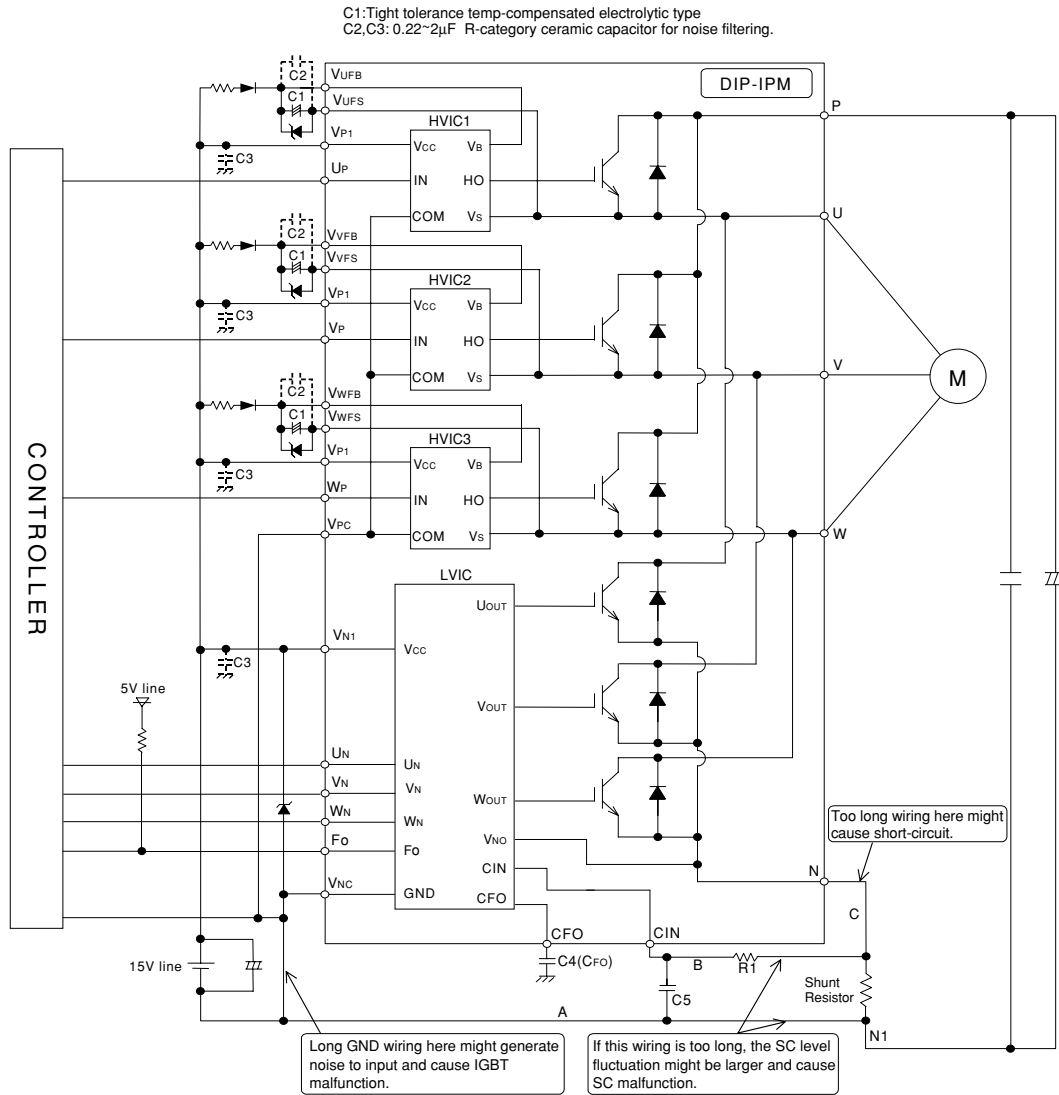 C1:Tight tolerance temp-compensated electrolytic type
C2,C3: 0.22~2μF R-category ceramic capacitor for noise filtering.
DIP-IPM
CONTROLLER
C2
C1
C3
VUFB
VUFS
VP1
UP
HVIC1
VCC
VB
IN
HO
COM
VS
P
U
C2
C1
C3
VVFB
VVFS
VP1
VP
HVIC2
VCC
VB
IN
HO
COM
VS
V
M
C2
C1
C3
VWFB
VWFS
VP1
WP
VPC
HVIC3
VCC
VB
IN
HO
COM
VS
W
LVIC
UOUT
VN1
VCC
C3
5V line
VOUT
UN
UN
VN
VN
WN
WN
WOUT
Fo
Fo
VNO
CIN
VNC
GND
CFO
Too long wiring here might
cause short-circuit.
N
C
CFO
CIN
15V line
C4(CFO)
B
R1
C5
Shunt
Resistor
A
N1
Long GND wiring here might generate
noise to input and cause IGBT
malfunction.
If this wiring is too long, the SC level
fluctuation might be larger and cause
SC malfunction.